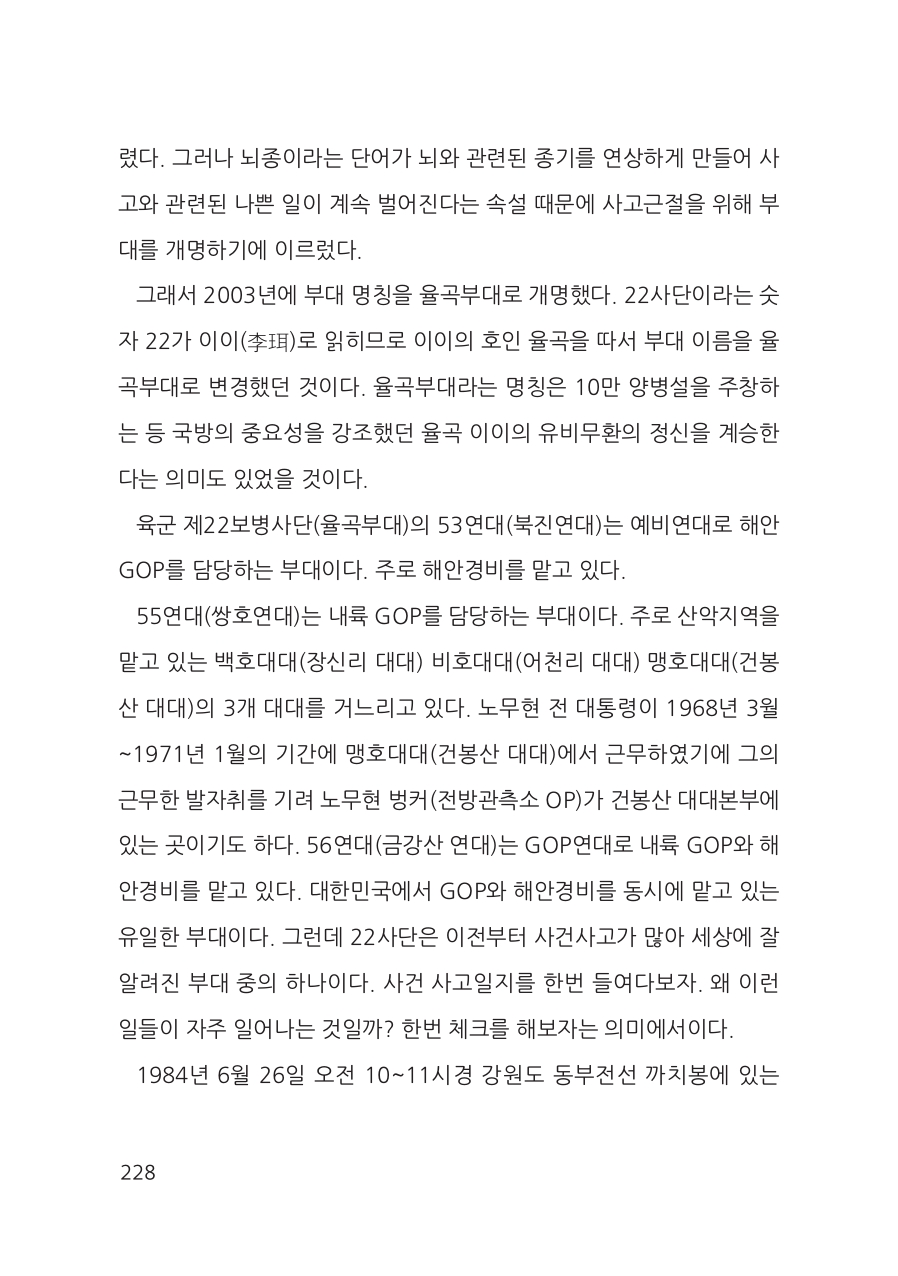 렸다. 그러나 뇌종이라는 단어가 뇌와 관련된 종기를 연상하게 만들어 사
고와 관련된 나쁜 일이 계속 벌어진다는 속설 때문에 사고근절을 위해 부
대를 개명하기에 이르렀다.
그래서 2003년에 부대 명칭을 율곡부대로 개명했다. 22사단이라는 숫
자 22가 이이(李珥)로 읽히므로 이이의 호인 율곡을 따서 부대 이름을 율
곡부대로 변경했던 것이다. 율곡부대라는 명칭은 10만 양병설을 주창하
는 등 국방의 중요성을 강조했던 율곡 이이의 유비무환의 정신을 계승한
다는 의미도 있었을 것이다.
육군 제22보병사단(율곡부대)의 53연대(북진연대)는 예비연대로 해안
GOP를 담당하는 부대이다. 주로 해안경비를 맡고 있다.
55연대(쌍호연대)는 내륙 GOP를 담당하는 부대이다. 주로 산악지역을
맡고 있는 백호대대(장신리 대대) 비호대대(어천리 대대) 맹호대대(건봉
산 대대)의 3개 대대를 거느리고 있다. 노무현 전 대통령이 1968년 3월
~1971년 1월의 기간에 맹호대대(건봉산 대대)에서 근무하였기에 그의
근무한 발자취를 기려 노무현 벙커(전방관측소 OP)가 건봉산 대대본부에
있는 곳이기도 하다. 56연대(금강산 연대)는 GOP연대로 내륙 GOP와 해
안경비를 맡고 있다. 대한민국에서 GOP와 해안경비를 동시에 맡고 있는
유일한 부대이다. 그런데 22사단은 이전부터 사건사고가 많아 세상에 잘
알려진 부대 중의 하나이다. 사건 사고일지를 한번 들여다보자. 왜 이런
일들이 자주 일어나는 것일까? 한번 체크를 해보자는 의미에서이다.
1984년 6월 26일 오전 10~11시경 강원도 동부전선 까치봉에 있는
228